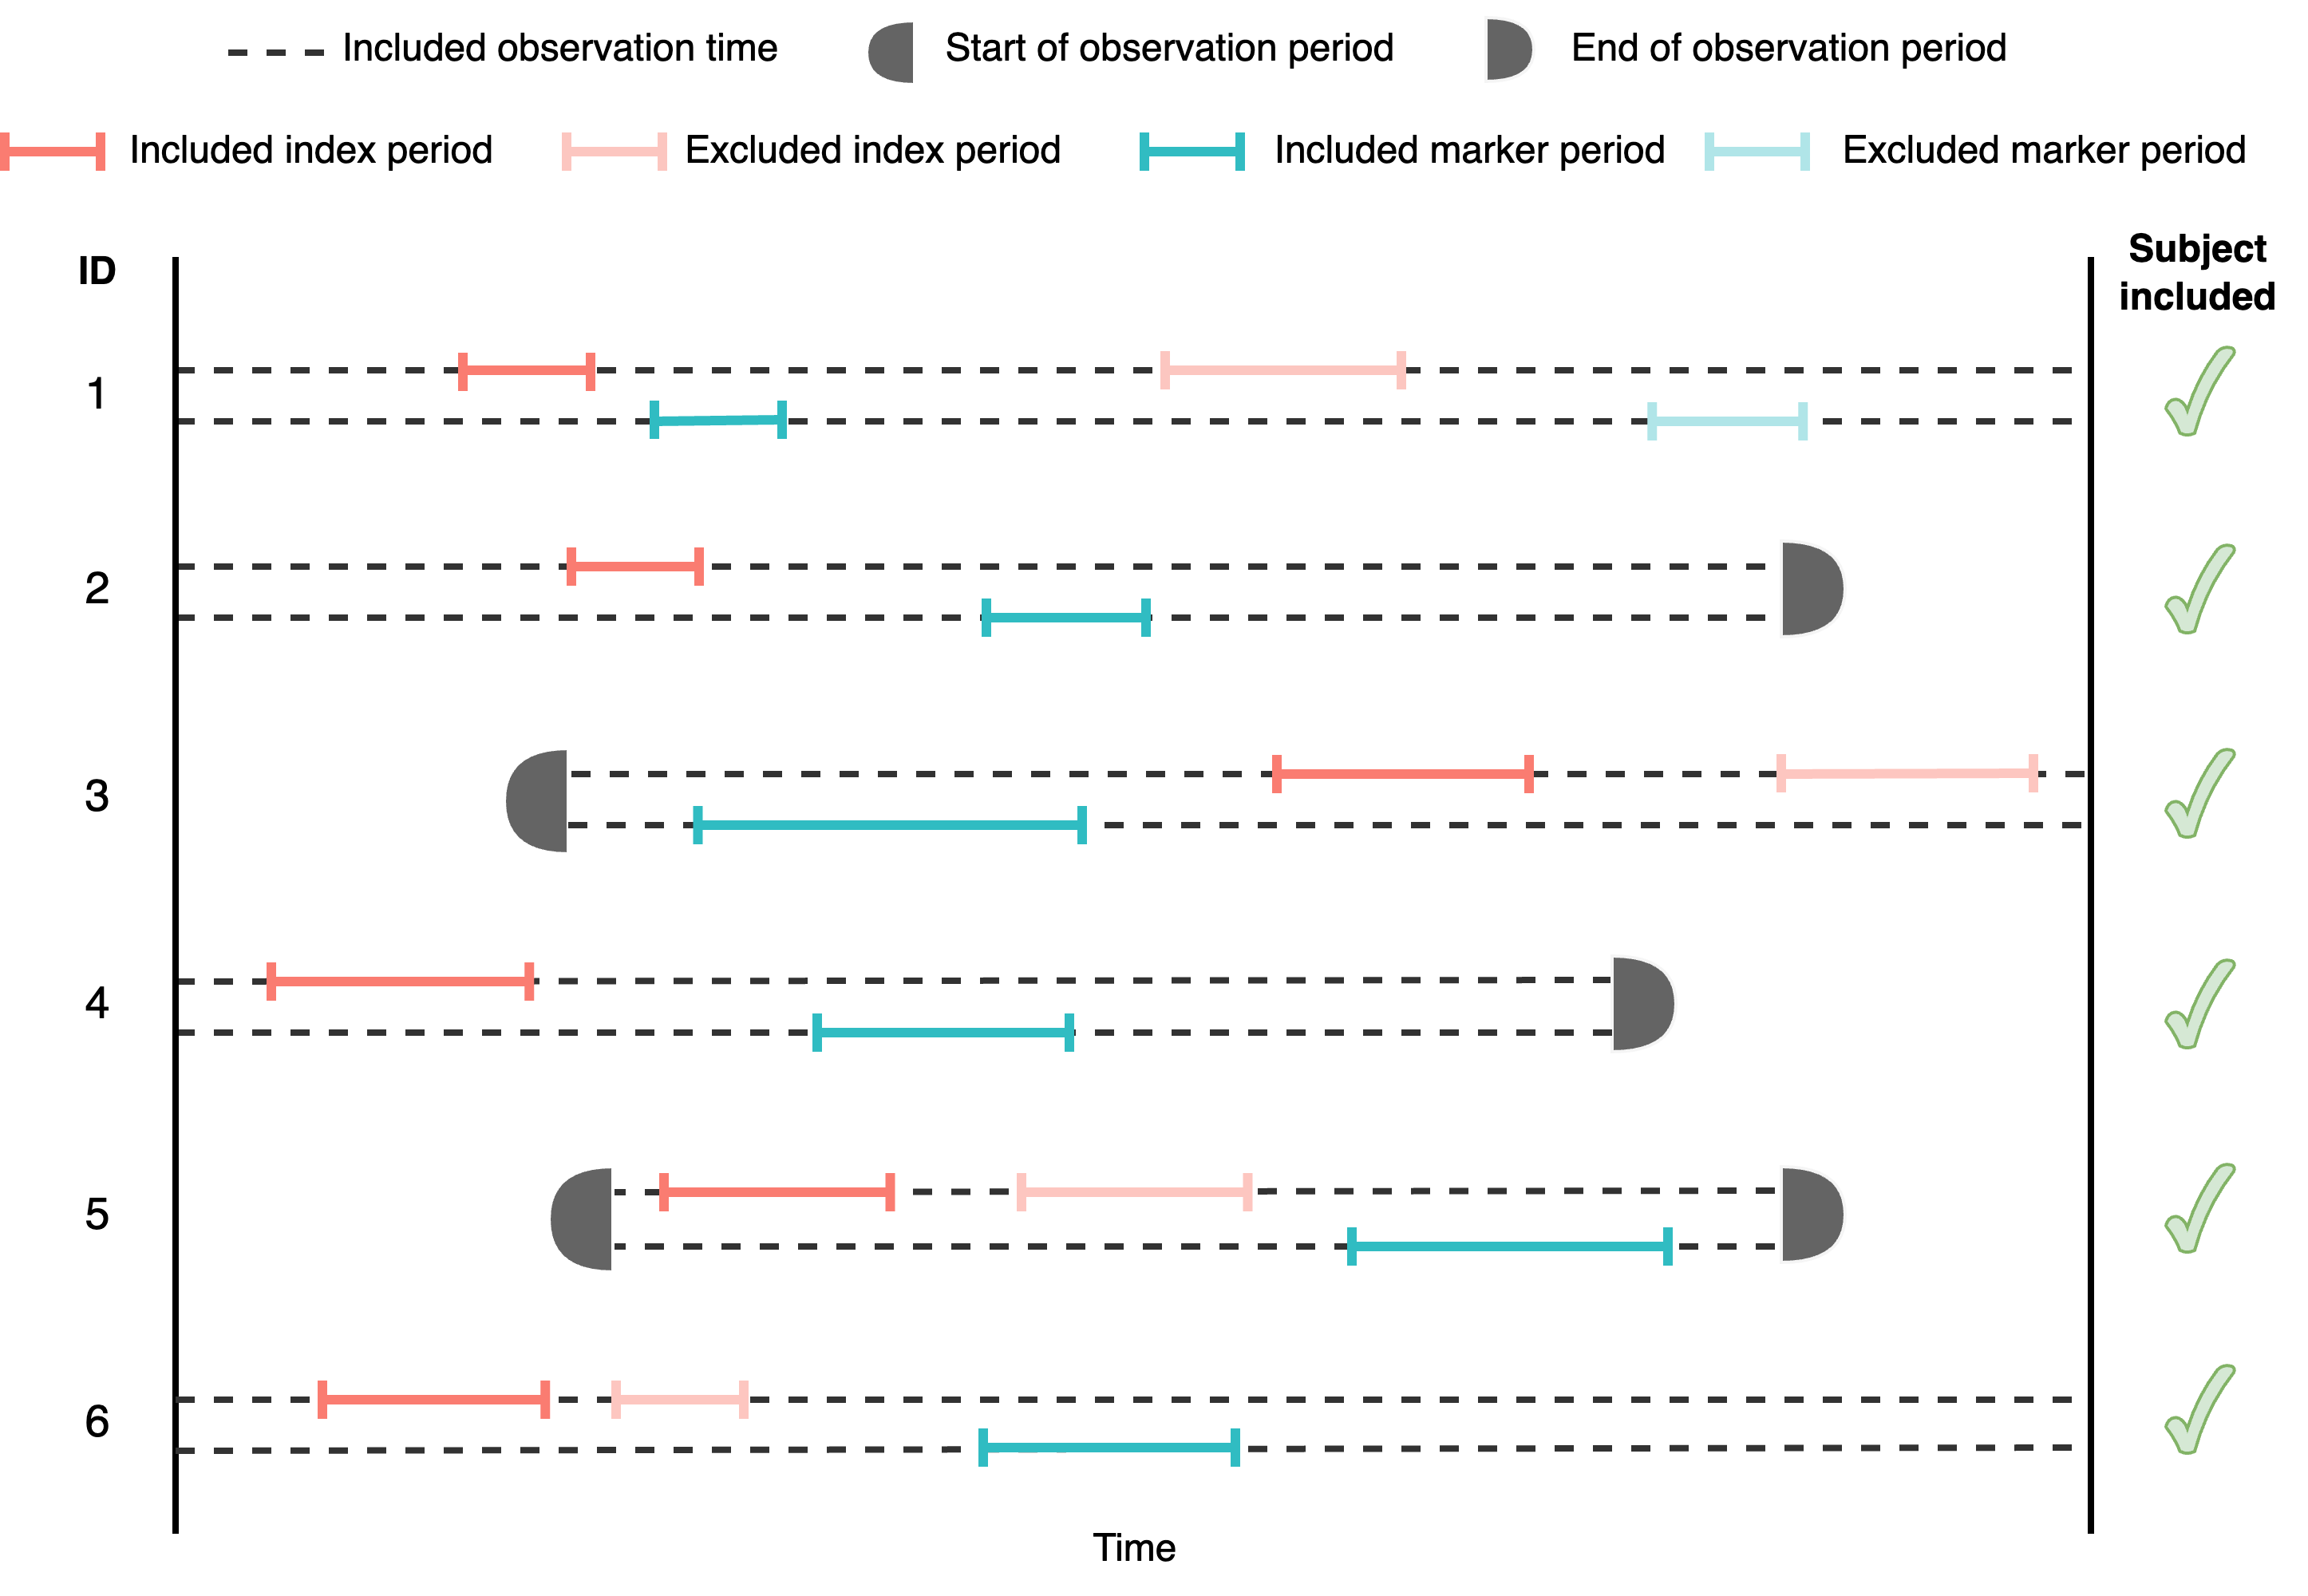 Included observation time
Start of observation period
End of observation period
Included index period
Excluded index period
Included marker period
Excluded marker period
ID
Subject
included
1
2
3
4
5
6
Time